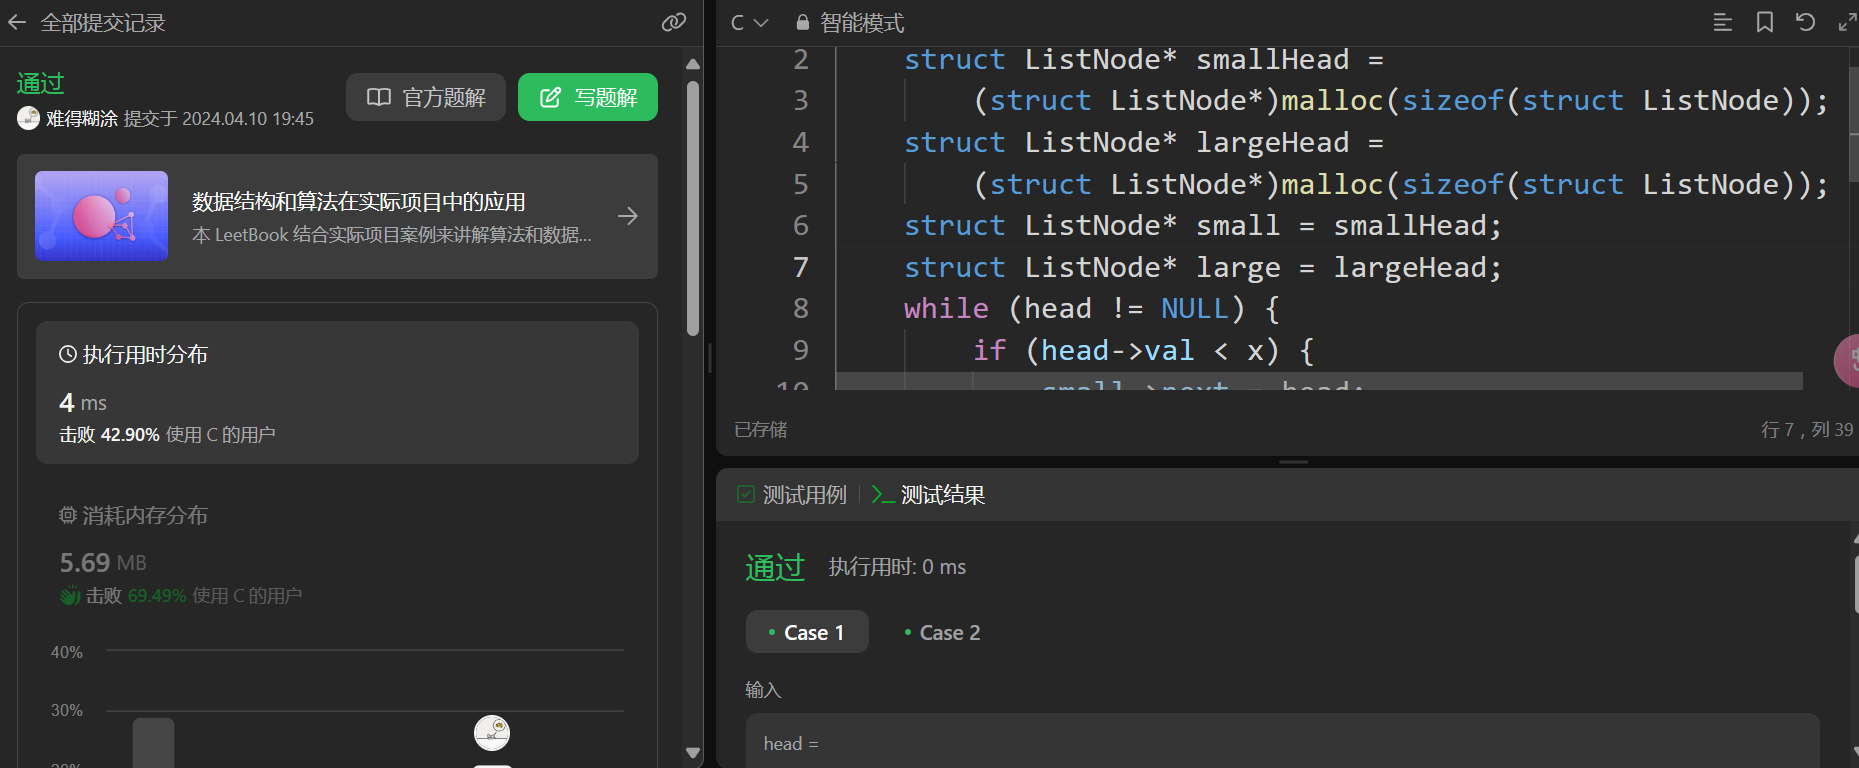 全部提交记录
通过
官方题解
写题解
难得糊涂 提交于 2024.04.10 19:45
数据结构和算法在实际项目中的应用
本 LeetBook 结合实际项目案例来讲解算法和数据...
执行用时分布
4 ms
击败 42.90% 使用 C 的用户
消耗内存分布
5.69 MB
击败 69.49% 使用 C 的用户
40%
30%
C
智能模式
2 struct ListNode* smallHead =
3 (struct ListNode*)malloc(sizeof(struct ListNode));
4 struct ListNode* largeHead =
5 (struct ListNode*)malloc(sizeof(struct ListNode));
6 struct ListNode* small = smallHead;
7 struct ListNode* large = largeHead;
8 while (head != NULL) {
9 if (head->val < x) {
10 small->next = head;
已存储
行 7 , 列 39
测试用例
测试结果
通过 执行用时: 0 ms
Case 1
Case 2
输入
head =